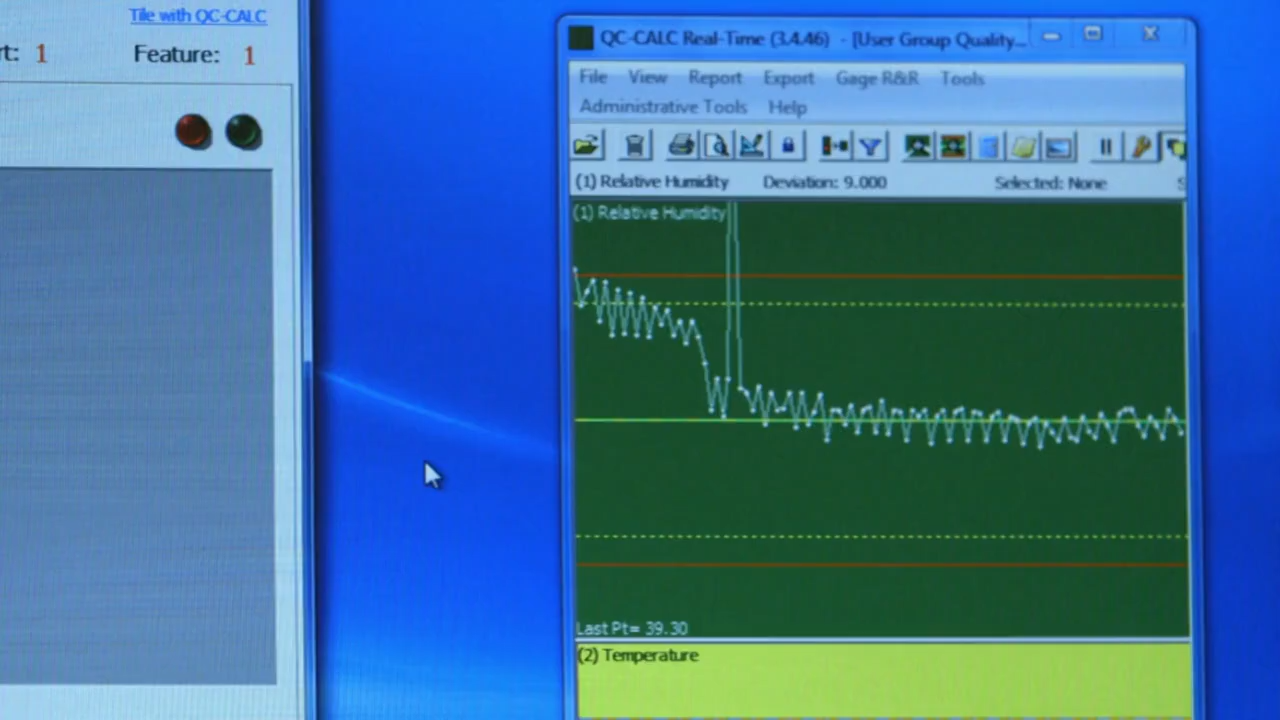 Tile with QC-CALC
rt: 1 Feature: 1
QC-CALC Real-Time (3.4.46) - [User Group Quality...
File View Report Export Gage R&R Tools
Administrative Tools Help
(1) Relative Humidity Deviation: 9.000 Selected: None S
(1) Relative Humidity
Last Pt= 39.30
(2) Temperature